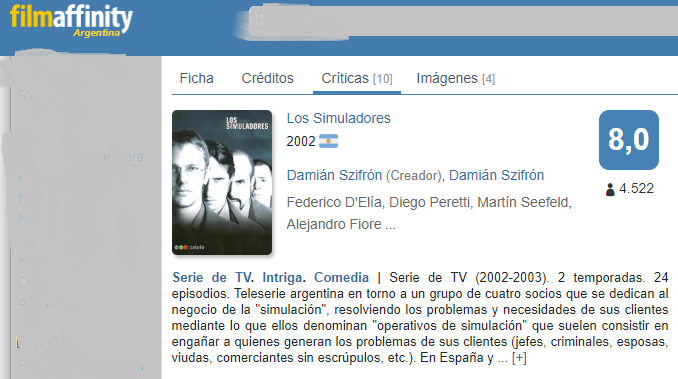 filmaffinity
Argentina
Ficha Créditos Críticas [10] Imágenes [4]
LOS
SIMULADORES
telefe
Los Simuladores
2002
8,0
4.522
Damián Szifrón (Creador), Damián Szifrón
Federico D'Elía, Diego Peretti, Martín Seefeld,
Alejandro Fiore ...
Serie de TV. Intriga. Comedia | Serie de TV (2002-2003). 2 temporadas. 24
episodios. Teleserie argentina en torno a un grupo de cuatro socios que se dedican al
negocio de la "simulación", resolviendo los problemas y necesidades de sus clientes
mediante lo que ellos denominan "operativos de simulación" que suelen consistir en
engañar a quienes generan los problemas de sus clientes (jefes, criminales, esposas,
viudas, comerciantes sin escrúpulos, etc.). En España y ... [+]